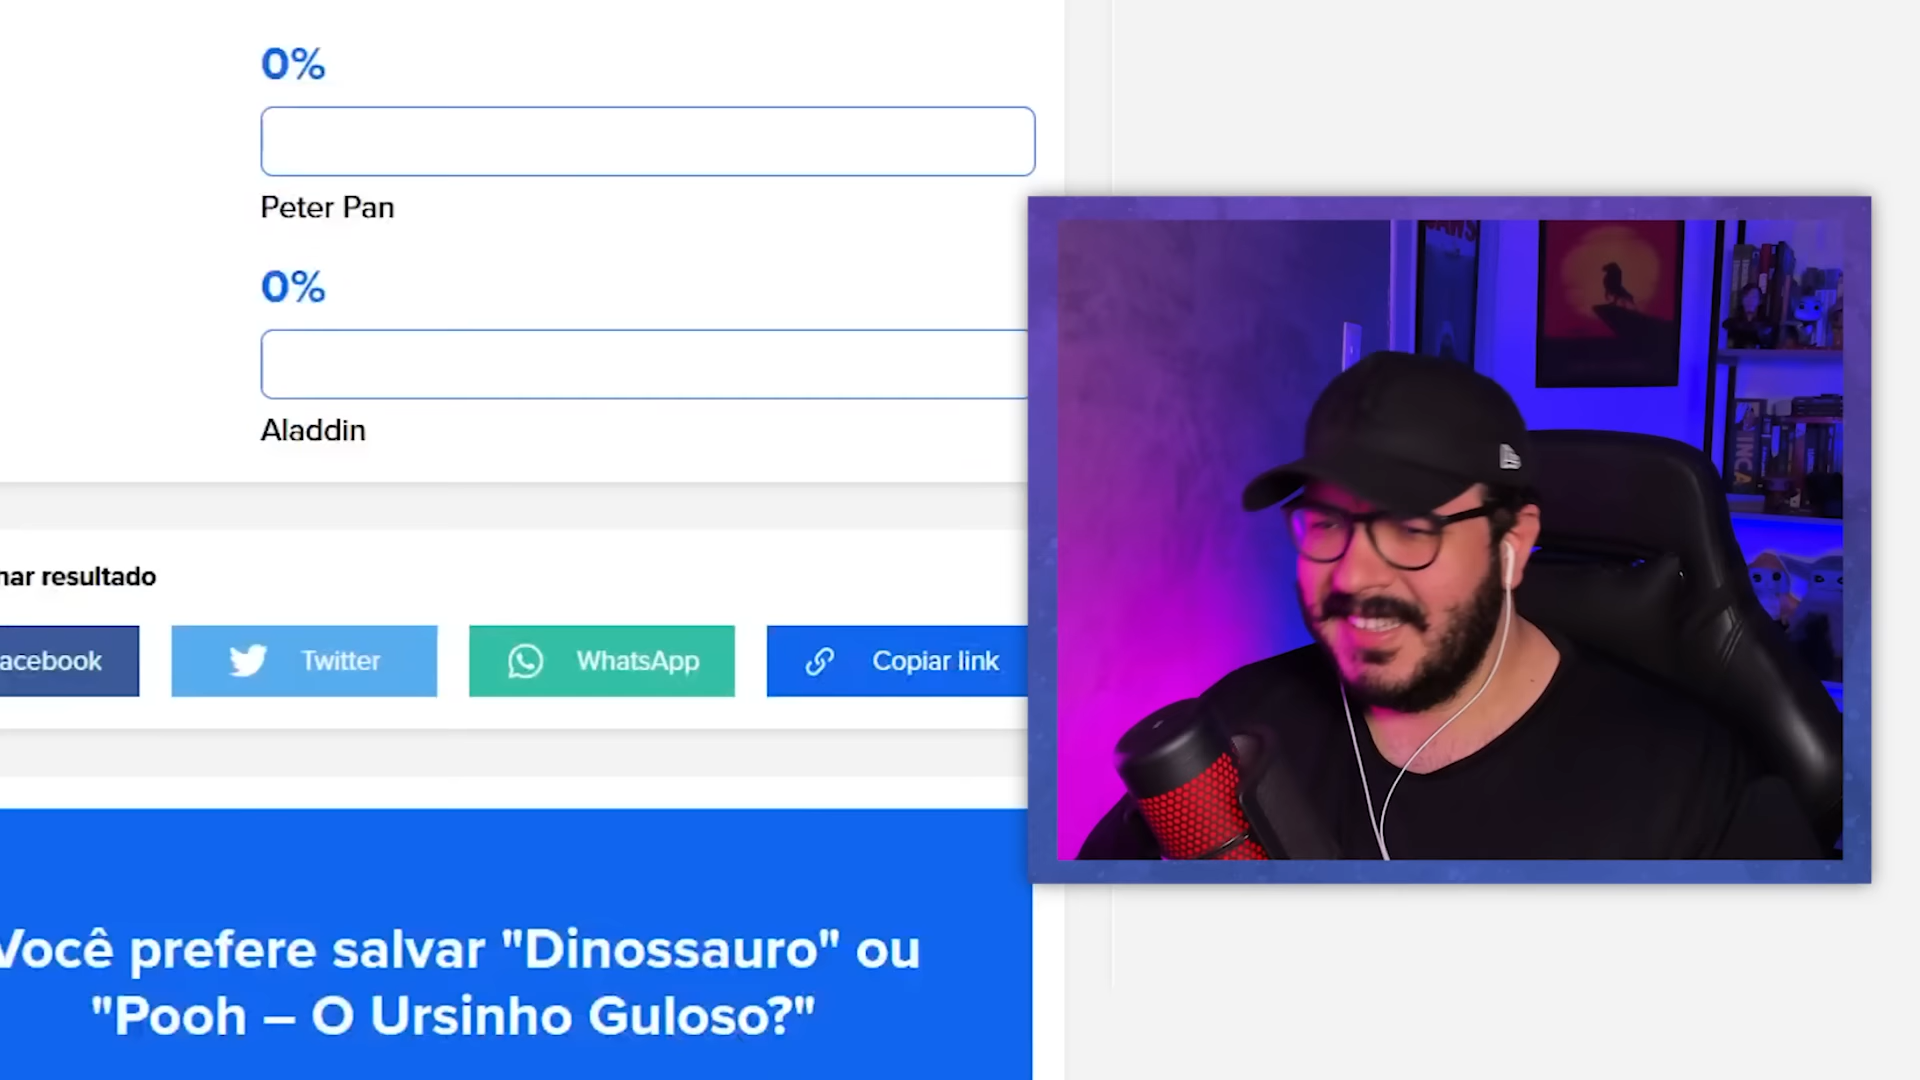 0%
Peter Pan
0%
Aladdin
nar resultado
acebook
Twitter
WhatsApp
Copiar link
Você prefere salvar "Dinossauro" ou
"Pooh – O Ursinho Guloso?"